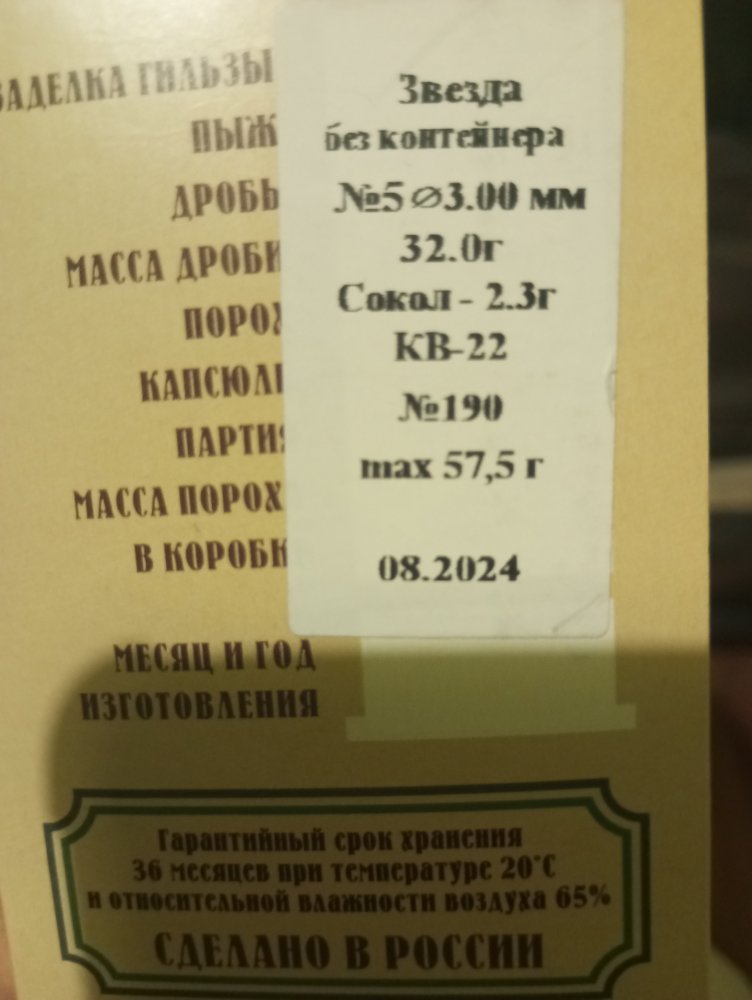 ЗАДЕЛКА ГИЛЬЗЫ Звезда
ПЫЖ без контейнера
ДРОБЬ №5 ⌀3.00 мм
МАССА ДРОБИ 32.0г
ПОРОХ Сокол - 2.3г
КАПСЮЛЬ КВ-22
ПАРТИЯ №190
МАССА ПОРОХ max 57,5 г
В КОРОБК
08.2024
МЕСЯЦ И ГОД
ИЗГОТОВЛЕНИЯ
Гарантийный срок хранения
36 месяцев при температуре 20°C
и относительной влажности воздуха 65%
СДЕЛАНО В РОССИИ